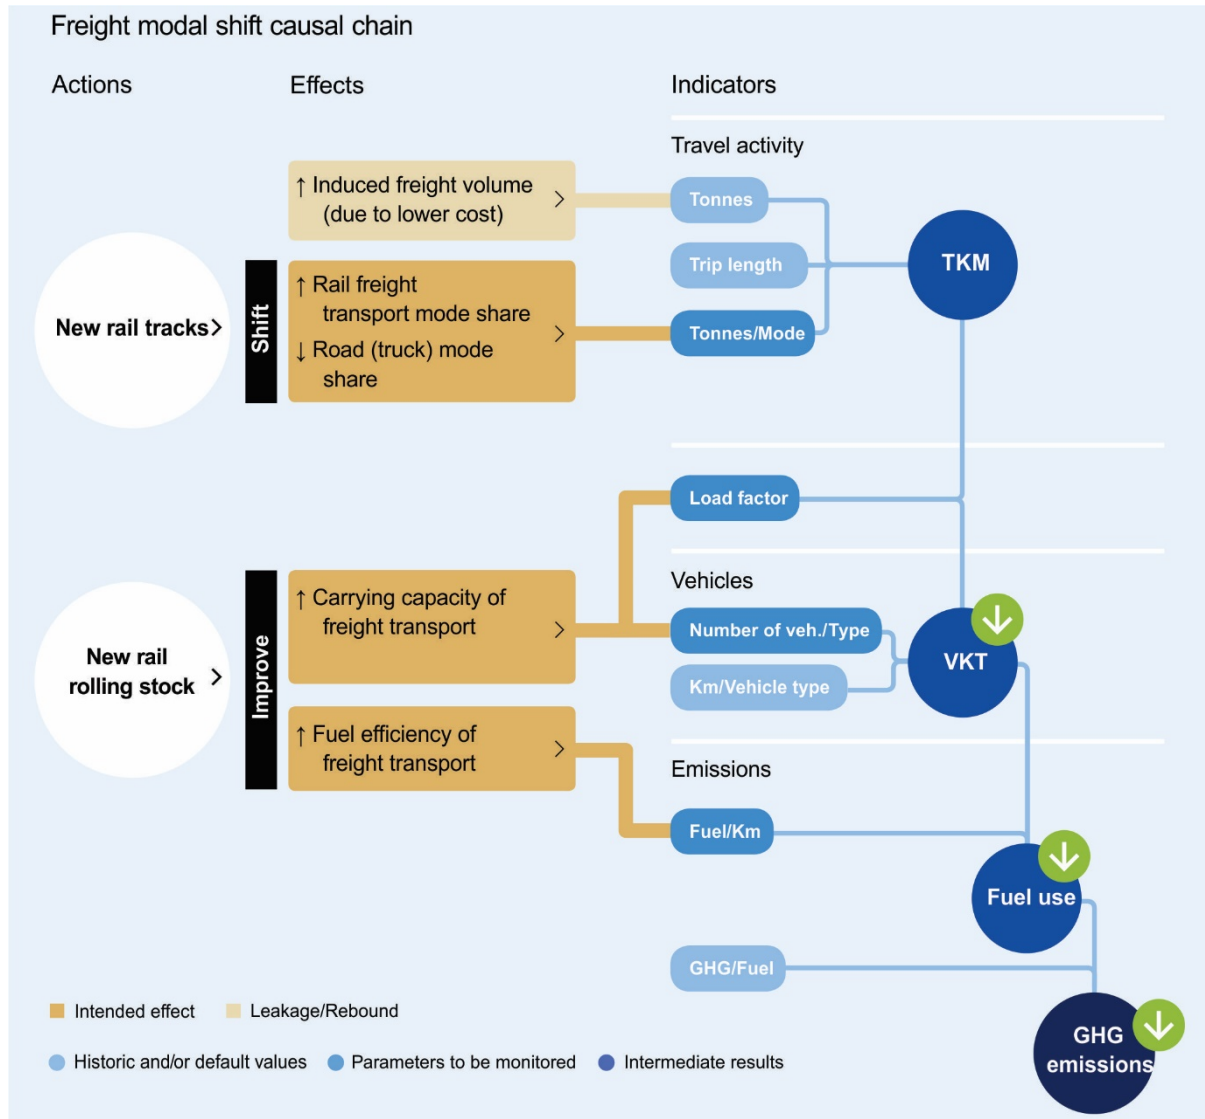 Freight modal shift causal chain
Actions
Effects
Indicators
Travel activity
↑ Induced freight volume
(due to lower cost)
Tonnes
Trip length
TKM
New rail tracks
Shift
↑ Rail freight
transport mode share
↓ Road (truck) mode
share
Tonnes/Mode
Load factor
Vehicles
New rail
rolling stock
Improve
↑ Carrying capacity of
freight transport
Number of veh./Type
Km/Vehicle type
VKT
↑ Fuel efficiency of
freight transport
Emissions
Fuel/Km
Fuel use
GHG/Fuel
GHG
emissions
Intended effect
Leakage/Rebound
Historic and/or default values
Parameters to be monitored
Intermediate results